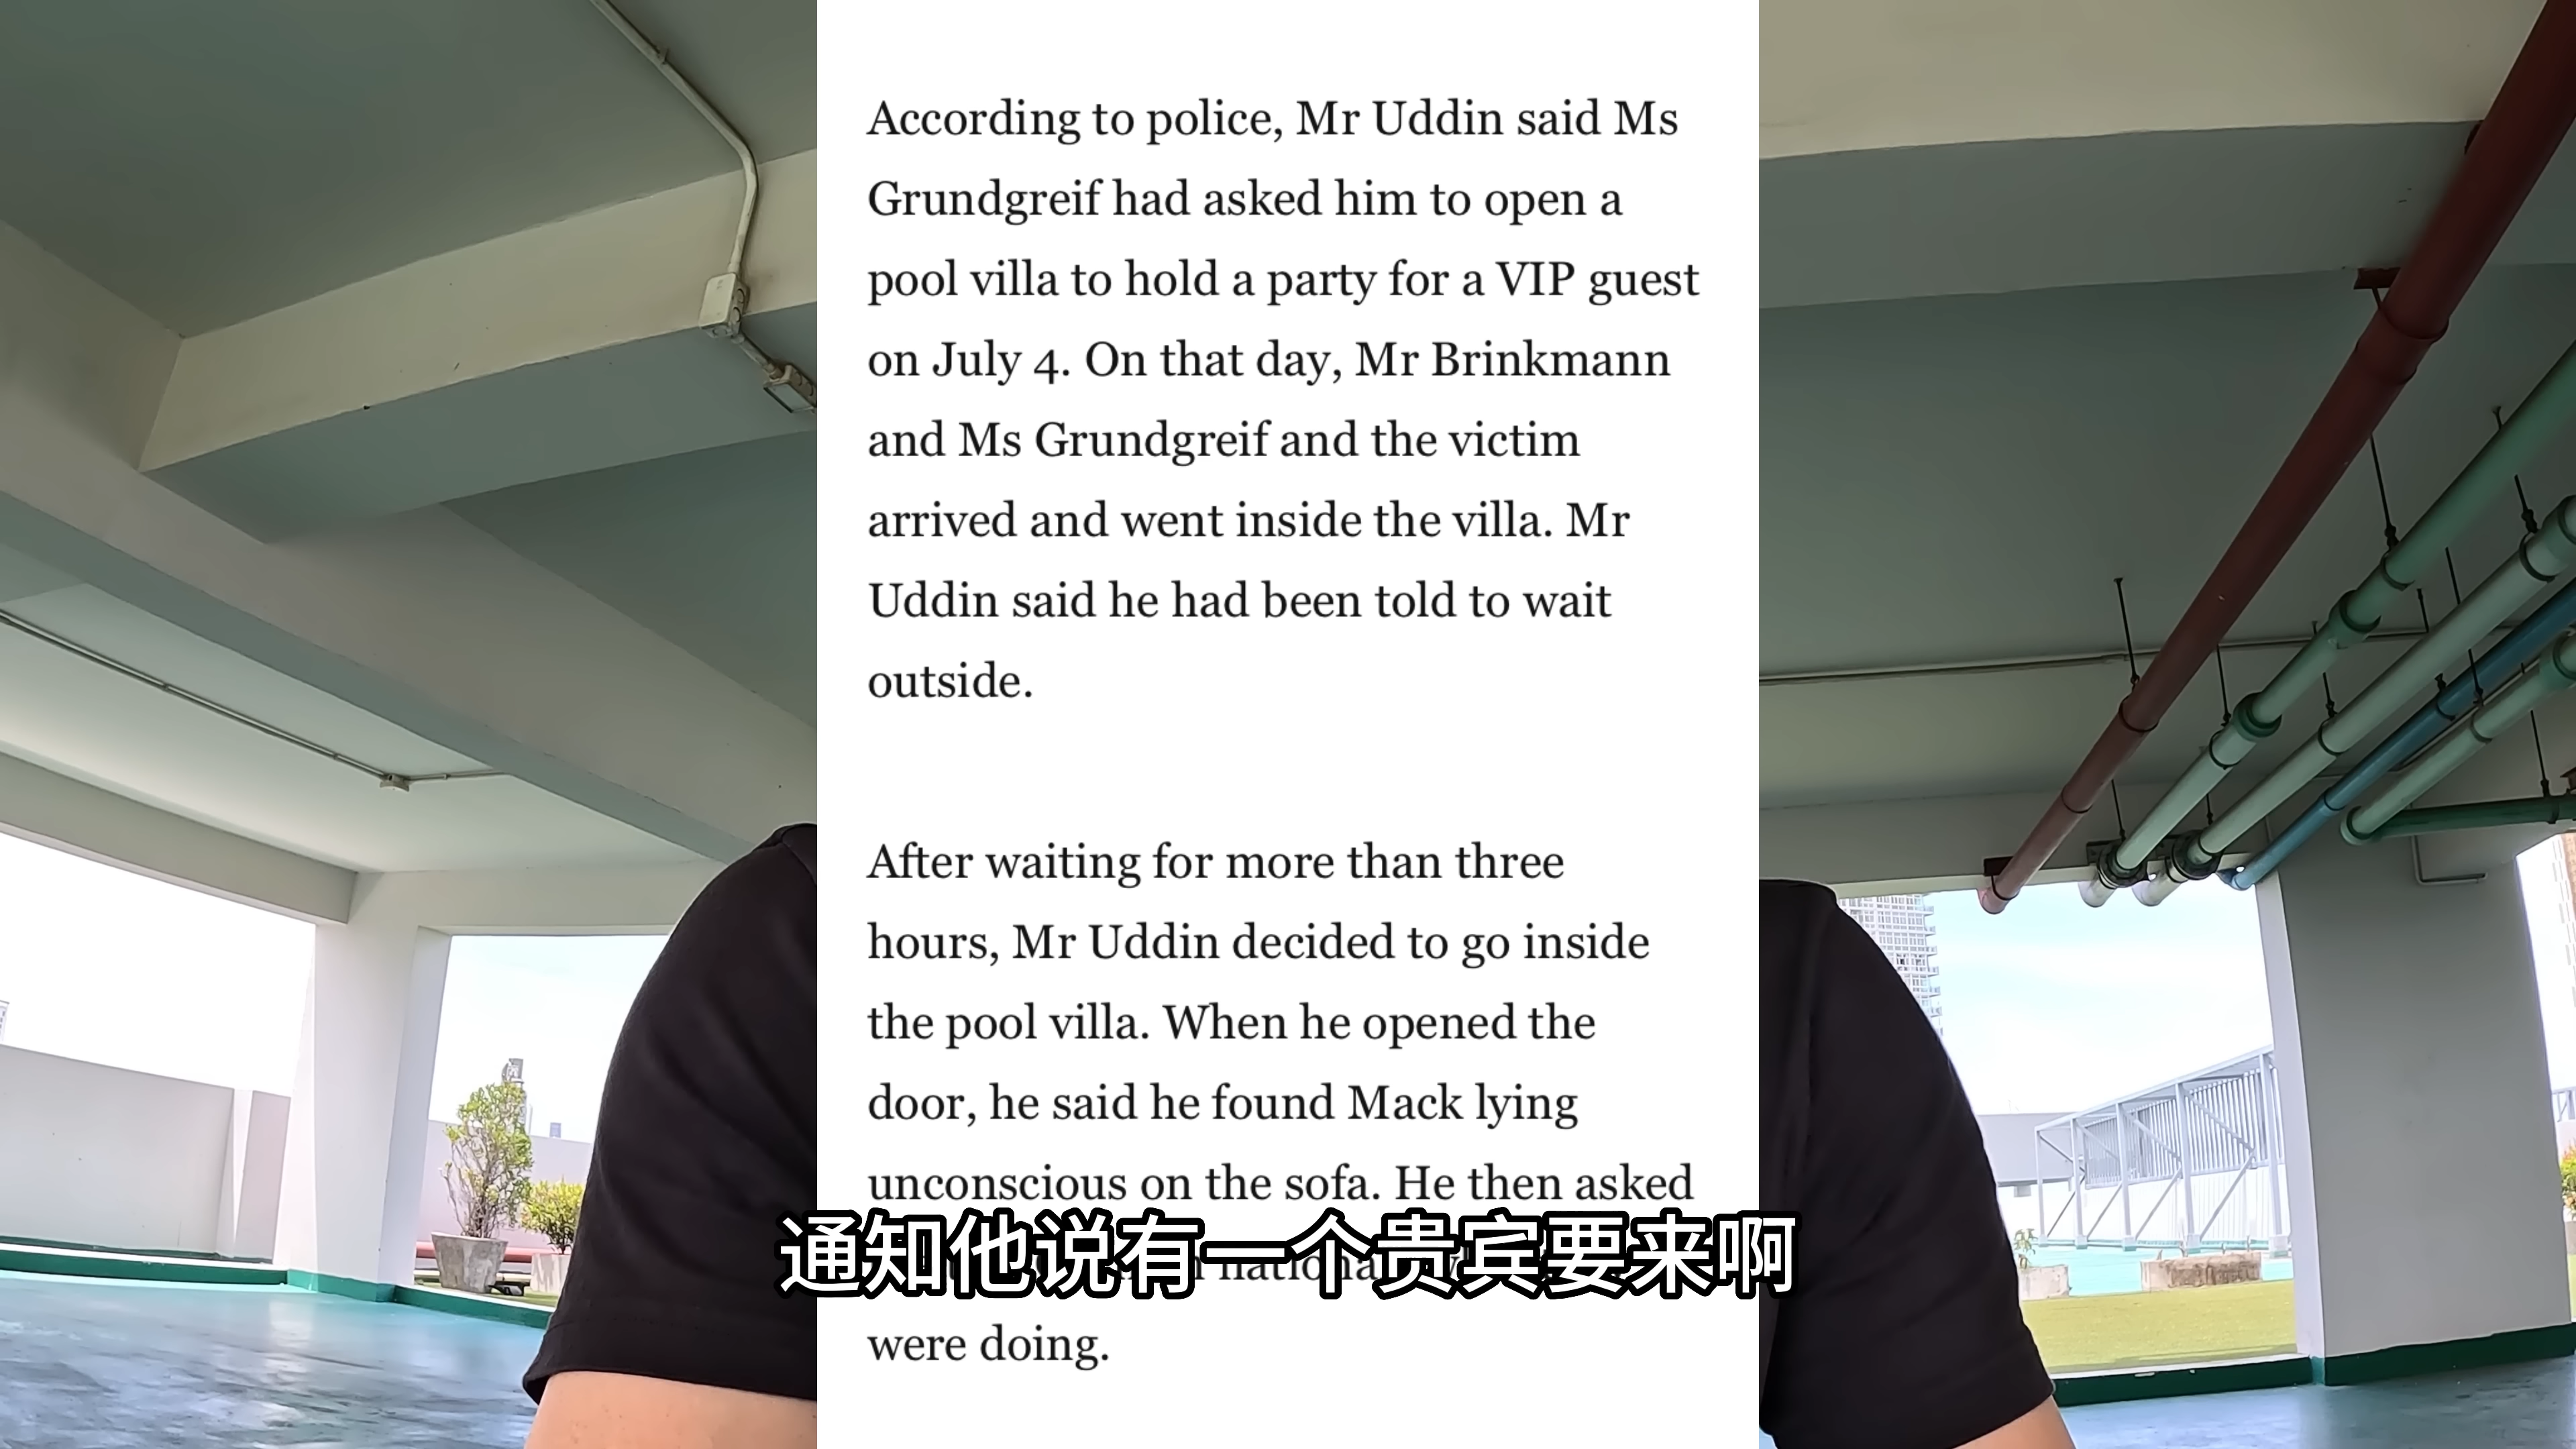 According to police, Mr Uddin said Ms
Grundgreif had asked him to open a
pool villa to hold a party for a VIP guest
on July 4. On that day, Mr Brinkmann
and Ms Grundgreif and the victim
arrived and went inside the villa. Mr
Uddin said he had been told to wait
outside.
After waiting for more than three
hours, Mr Uddin decided to go inside
the pool villa. When he opened the
door, he said he found Mack lying
unconscious on the sofa. He then asked
通知他说有一个贵宾要来啊
were doing.